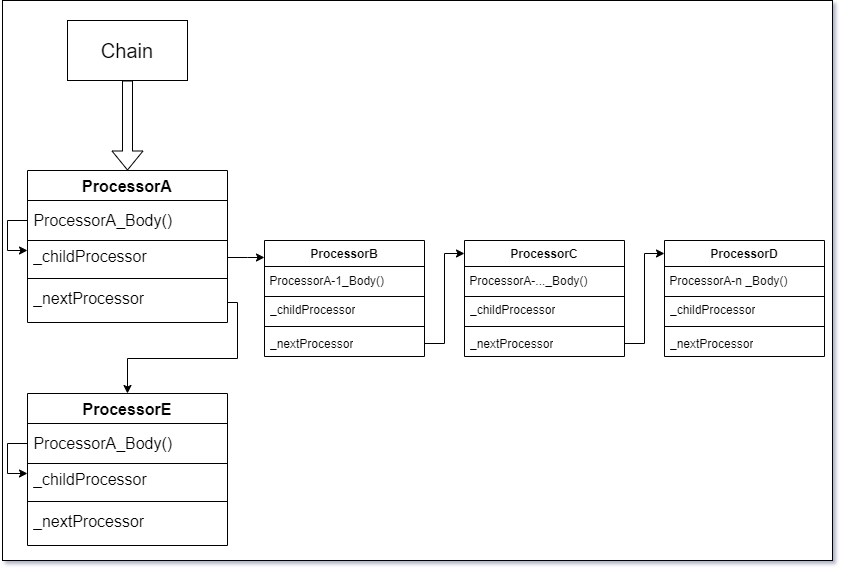 Chain
ProcessorA
ProcessorA_Body()
_childProcessor
_nextProcessor
ProcessorB
ProcessorA-1_Body()
_childProcessor
_nextProcessor
ProcessorC
ProcessorA-..._Body()
_childProcessor
_nextProcessor
ProcessorD
ProcessorA-n _Body()
_childProcessor
_nextProcessor
ProcessorE
ProcessorA_Body()
_childProcessor
_nextProcessor